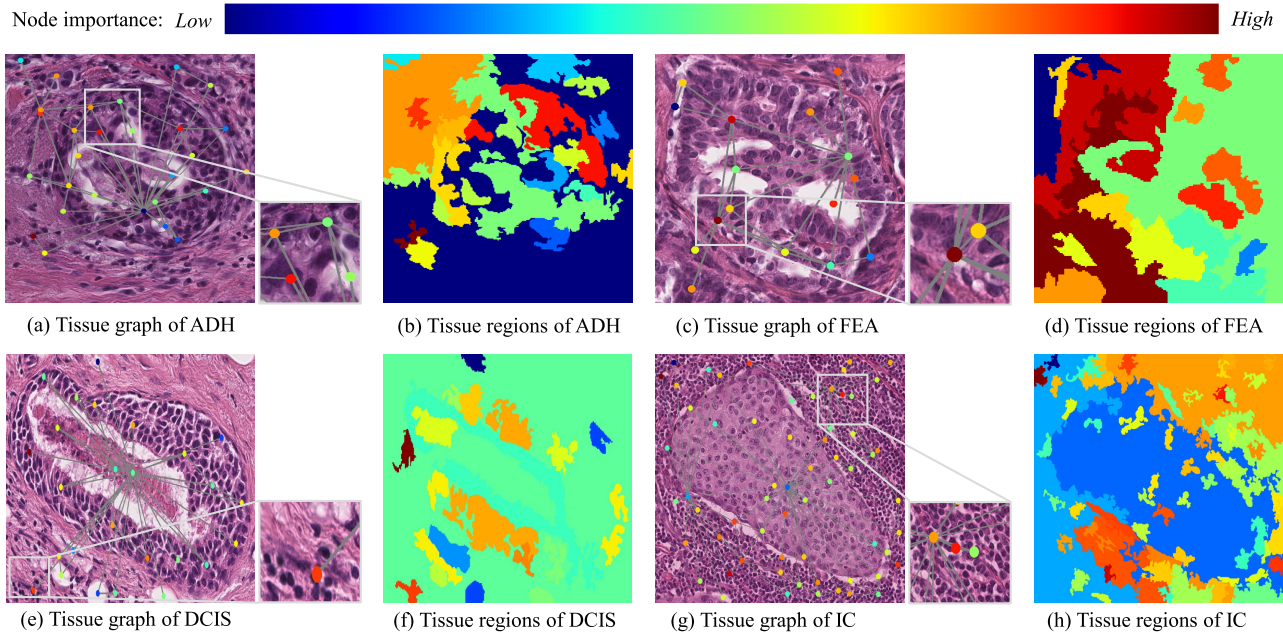 Node importance: Low High
(a) Tissue graph of ADH (b) Tissue regions of ADH (c) Tissue graph of FEA (d) Tissue regions of FEA
(e) Tissue graph of DCIS (f) Tissue regions of DCIS (g) Tissue graph of IC (h) Tissue regions of IC